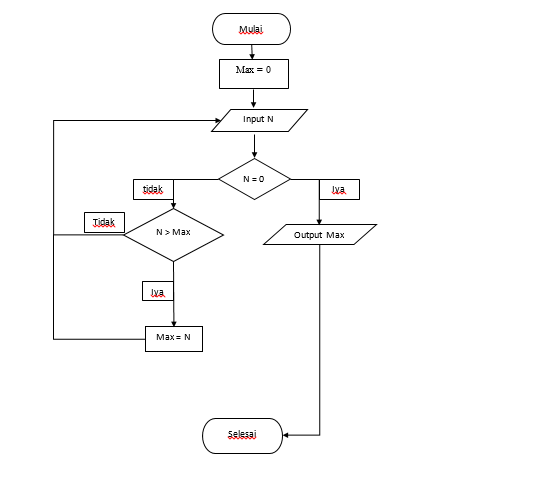 Mulai
Max = 0
Input N
N = 0
tidak
Iya
Tidak
N > Max
Output Max
Iya
Max = N
Selesai